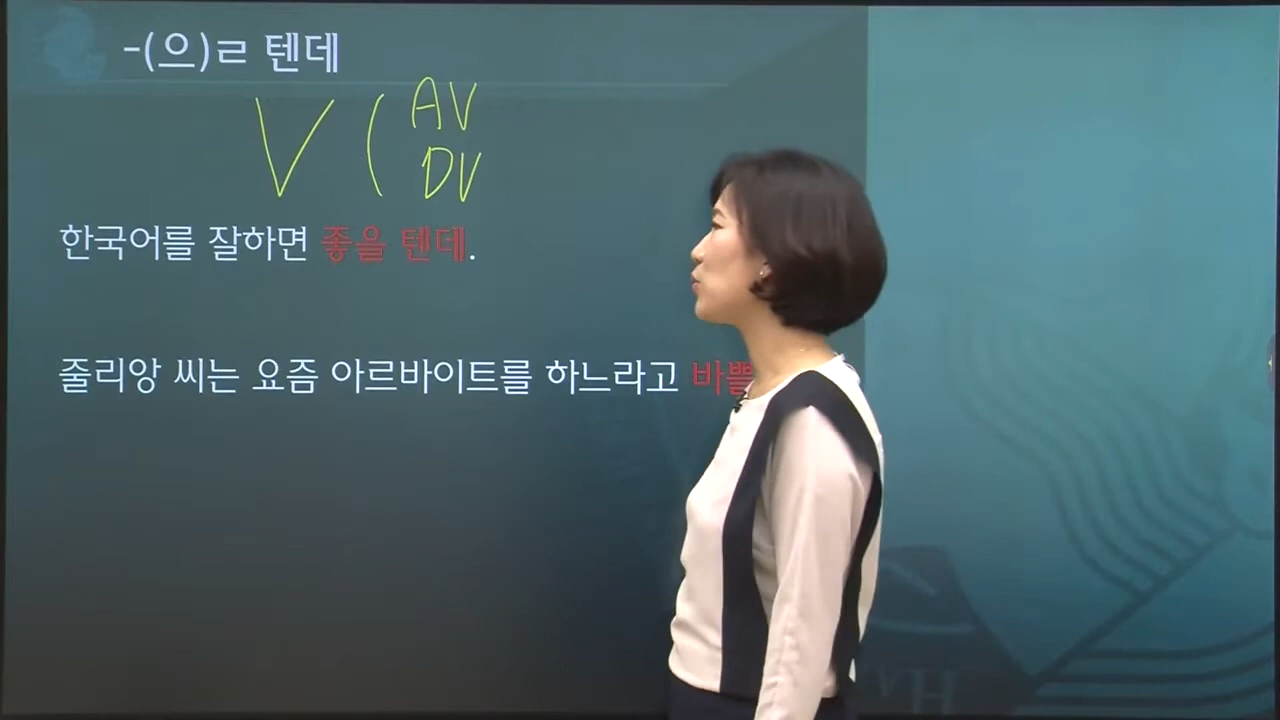 -(으)ㄹ 텐데
V ( AV
DV
한국어를 잘하면 좋을 텐데.
줄리앙 씨는 요즘 아르바이트를 하느라고